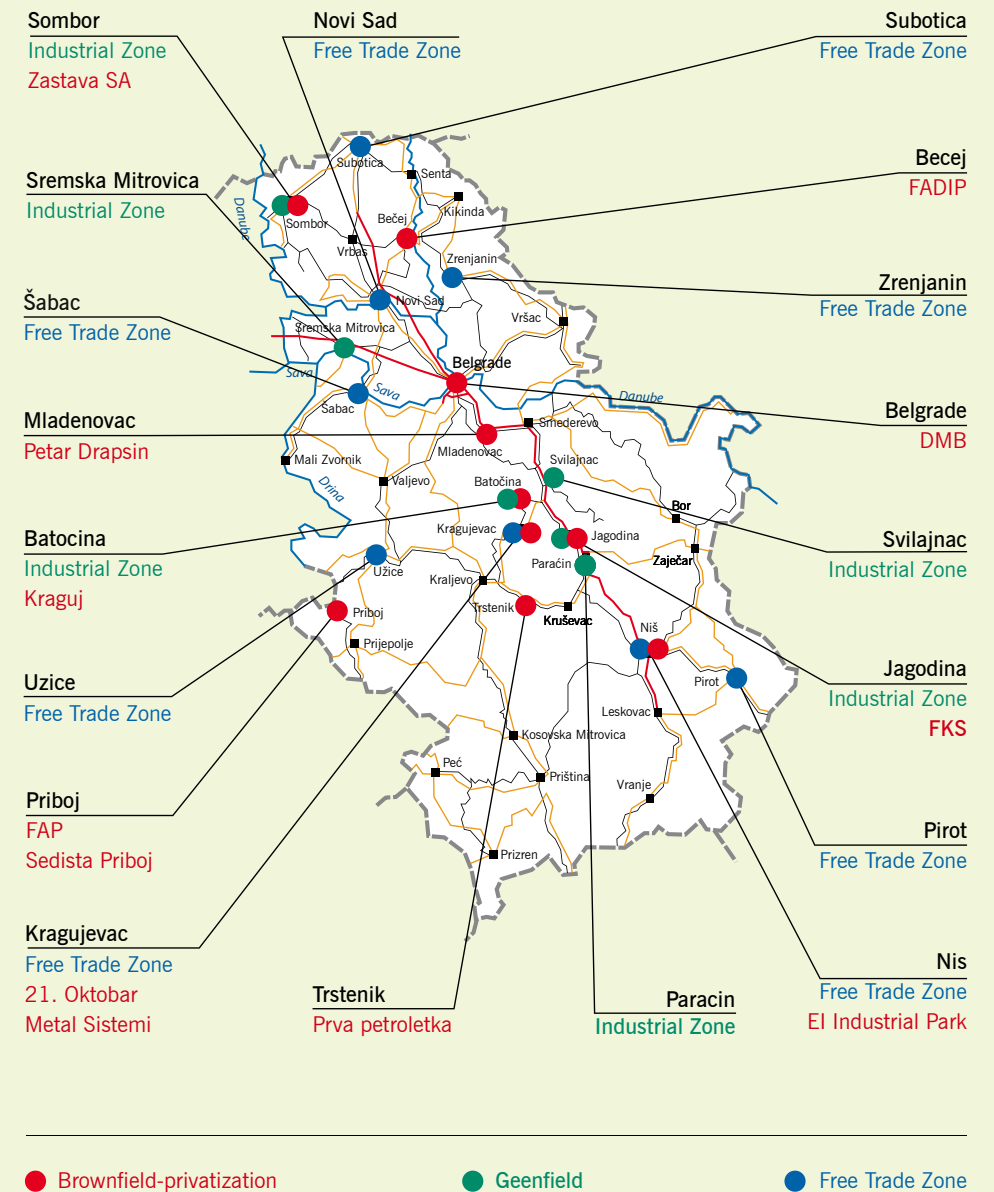 Sombor
Industrial Zone
Zastava SA
Novi Sad
Free Trade Zone
Subotica
Free Trade Zone
Sremska Mitrovica
Industrial Zone
Becej
FADIP
Šabac
Free Trade Zone
Zrenjanin
Free Trade Zone
Mladenovac
Petar Drapsin
Belgrade
DMB
Batocina
Industrial Zone
Kraguj
Svilajnac
Industrial Zone
Uzice
Free Trade Zone
Jagodina
Industrial Zone
FKS
Priboj
FAP
Sedista Priboj
Pirot
Free Trade Zone
Kragujevac
Free Trade Zone
21. Oktobar
Metal Sistemi
Trstenik
Prva petroletka
Paracin
Industrial Zone
Nis
Free Trade Zone
EI Industrial Park
Subotica
Senta
Danube
Sombor
Kikinda
Bečej
Vrbas
Zrenjanin
Novi Sad
Vršac
Sremska Mitrovica
Belgrade
Sava
Sava
Danube
Šabac
Smederevo
Mladenovac
Mali Zvornik
Svilajnac
Valjevo
Batočina
Drina
Bor
Kragujevac
Jagodina
Zaječar
Paraćin
Užice
Kraljevo
Trstenik
Priboj
Kruševac
Niš
Prijepolje
Pirot
Leskovac
Kosovska Mitrovica
Peć
Priština
Vranje
Prizren
Brownfield-privatization
Geenfield
Free Trade Zone